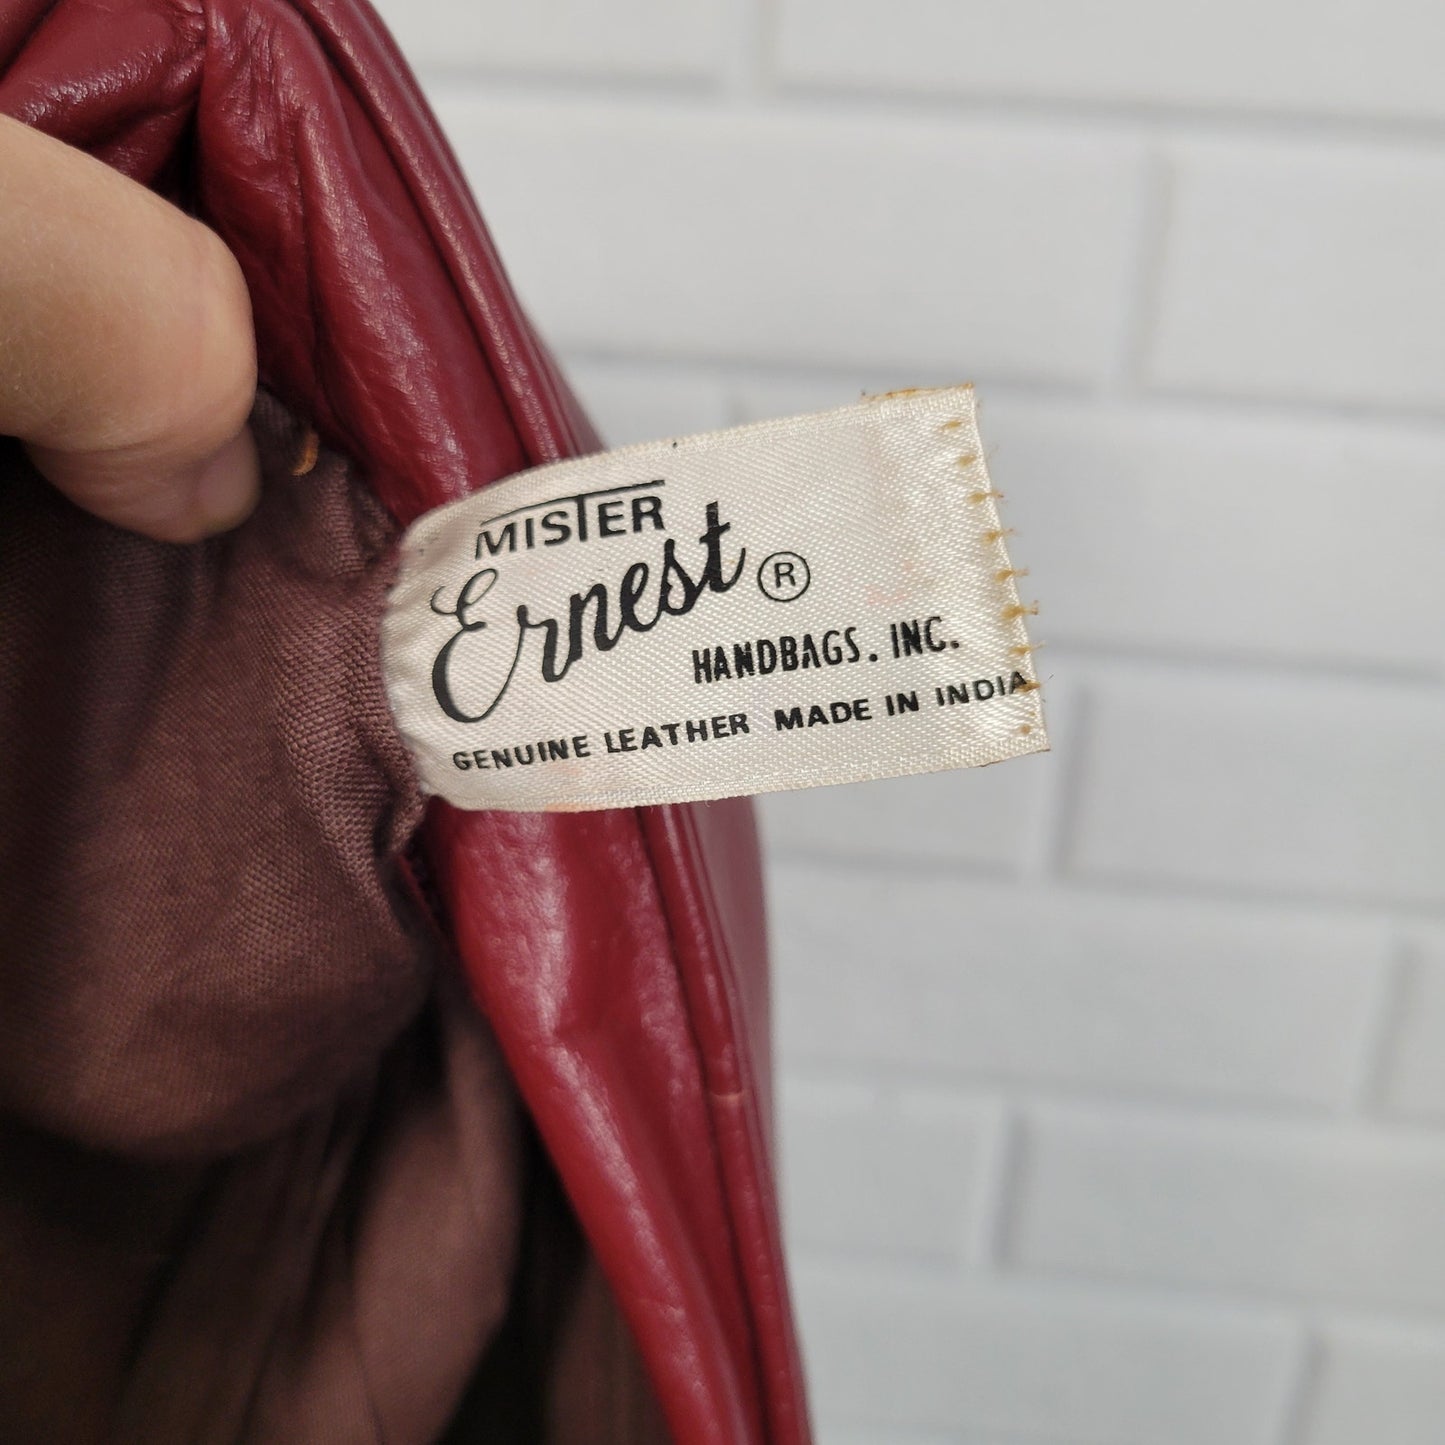 MISTER
Ernest ®
HANDBAGS. INC.
GENUINE LEATHER MADE IN INDIA